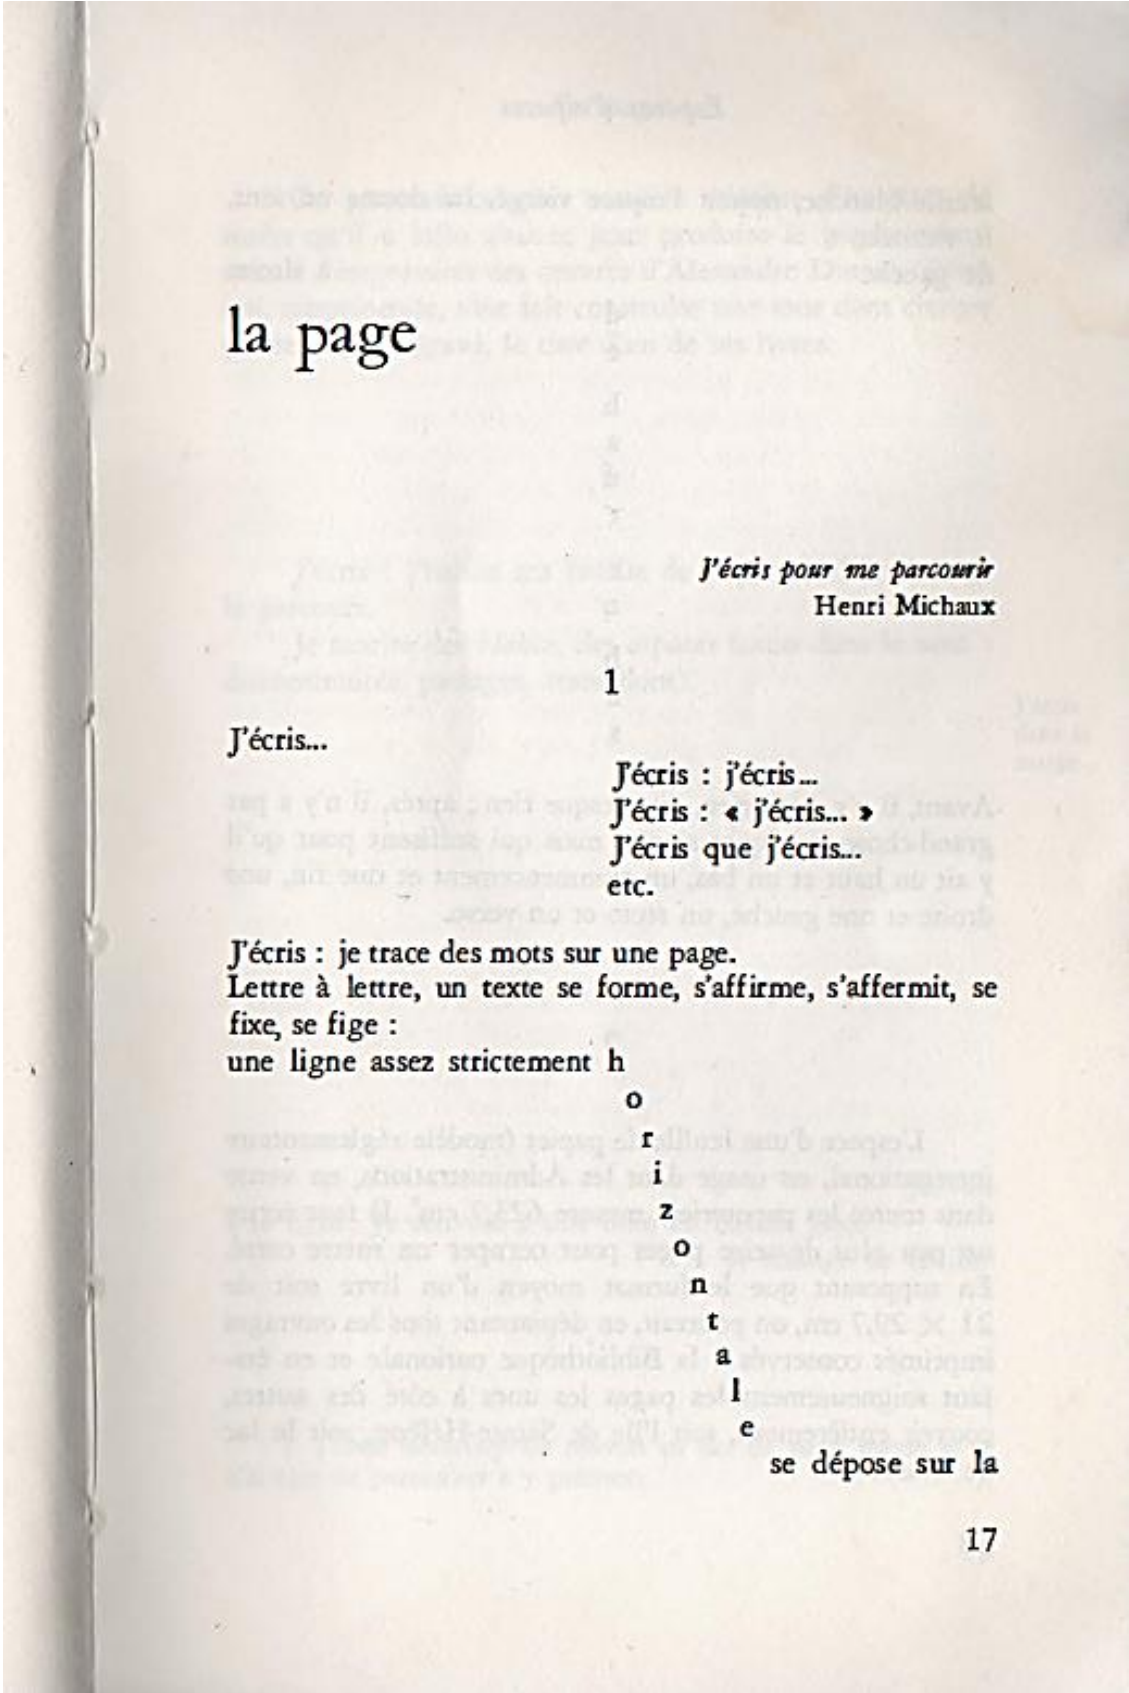 la page
J'écris pour me parcourir
Henri Michaux
1
J'écris...
J'écris : j'écris...
J'écris : « j'écris... »
J'écris que j'écris...
etc.
J'écris : je trace des mots sur une page.
Lettre à lettre, un texte se forme, s'affirme, s'affermit, se
fixe, se fige :
une ligne assez strictement h
o
r
i
z
o
n
t
a
l
e
se dépose sur la
17